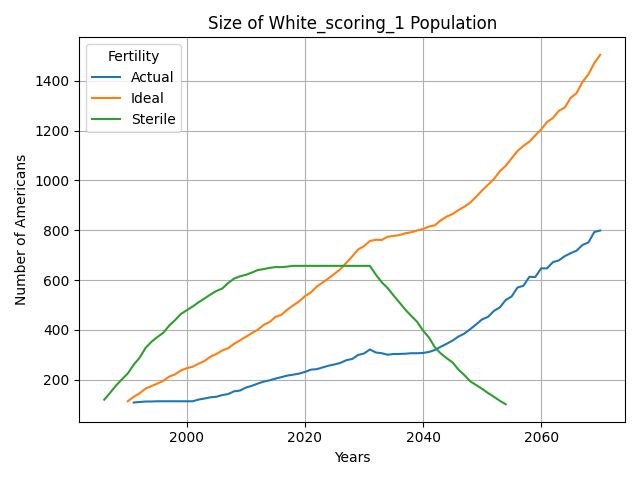 Size of White_scoring_1 Population
Fertility
Actual
Ideal
Sterile
1400
1200
1000
800
600
400
200
Number of Americans
2000
2020
2040
2060
Years